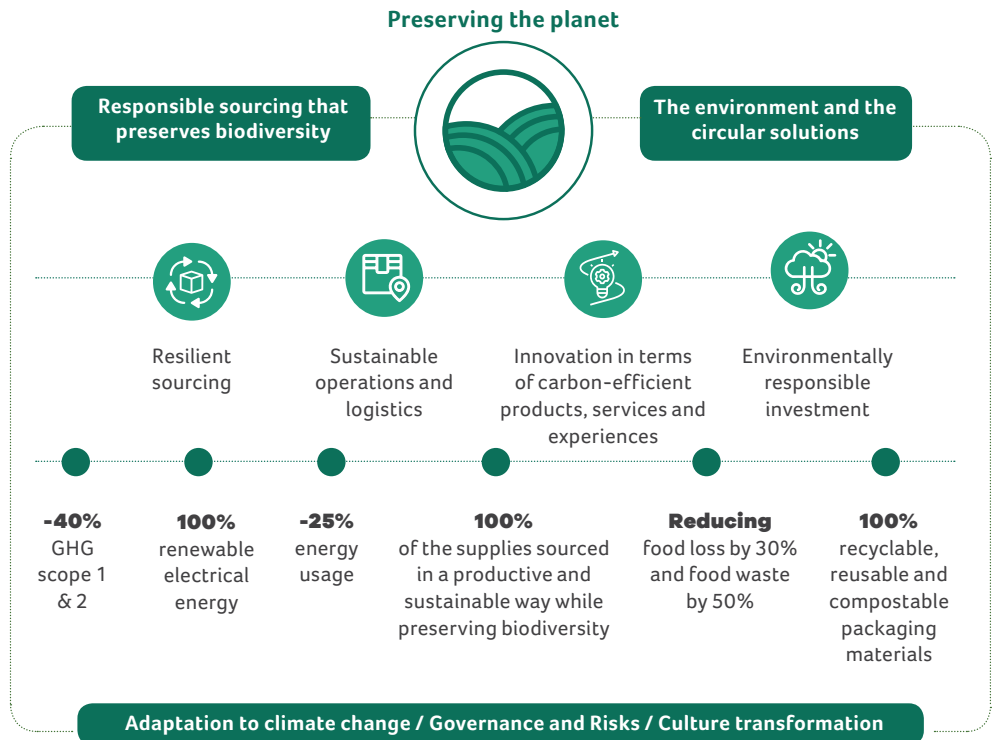 Preserving the planet
Responsible sourcing that
preserves biodiversity
The environment and the
circular solutions
Resilient
sourcing
Sustainable
operations and
logistics
Innovation in terms
of carbon-efficient
products, services and
experiences
Environmentally
responsible
investment
-40%
GHG
scope 1
& 2
100%
renewable
electrical
energy
-25%
energy
usage
100%
of the supplies sourced
in a productive and
sustainable way while
preserving biodiversity
Reducing
food loss by 30%
and food waste
by 50%
100%
recyclable,
reusable and
compostable
packaging
materials
Adaptation to climate change / Governance and Risks / Culture transformation